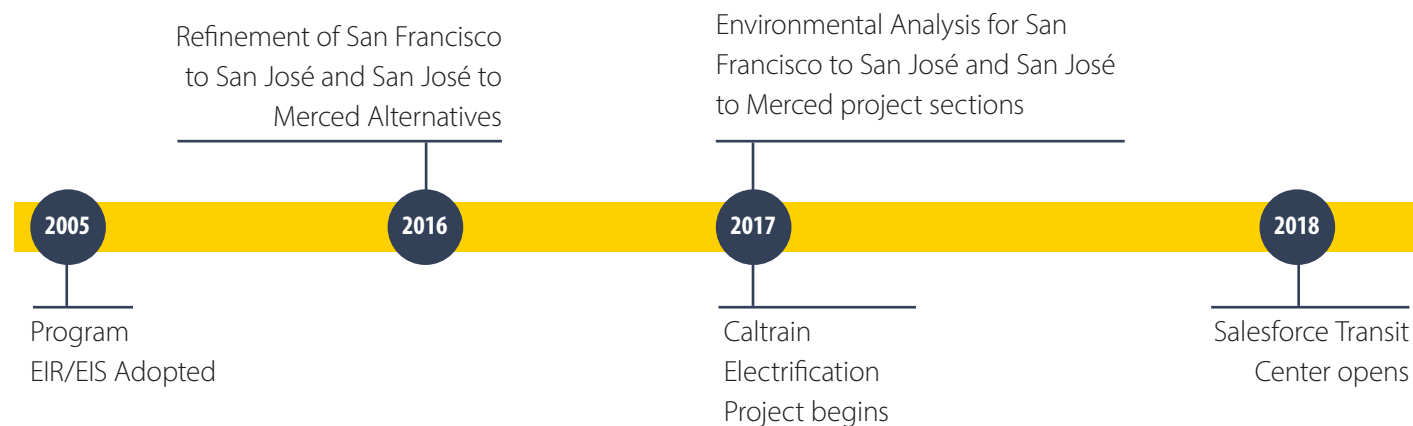 Refinement of San Francisco
to San José and San José to
Merced Alternatives
Environmental Analysis for San
Francisco to San José and San José
to Merced project sections
2005
2016
2017
2018
Program
EIR/EIS Adopted
Caltrain
Electrification
Project begins
Salesforce Transit
Center opens